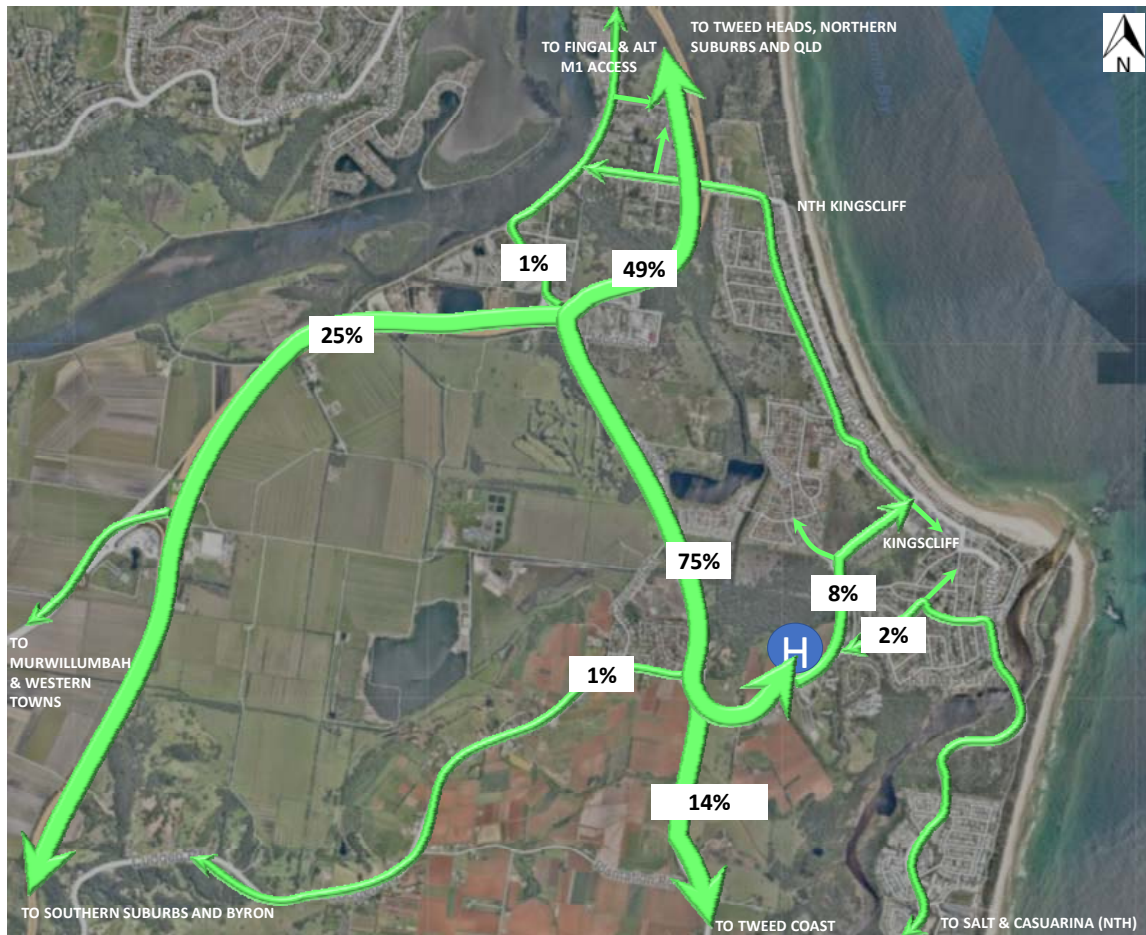 TO TWEED HEADS, NORTHERN
SUBURBS AND QLD
TO FINGAL & ALT
M1 ACCESS
N
NTH KINGSCLIFF
1%
49%
25%
KINGSCLIFF
75%
8%
2%
H
TO
MURWILLUMBAH
& WESTERN
TOWNS
1%
14%
TO SOUTHERN SUBURBS AND BYRON
TO TWEED COAST
TO SALT & CASUARINA (NTH)